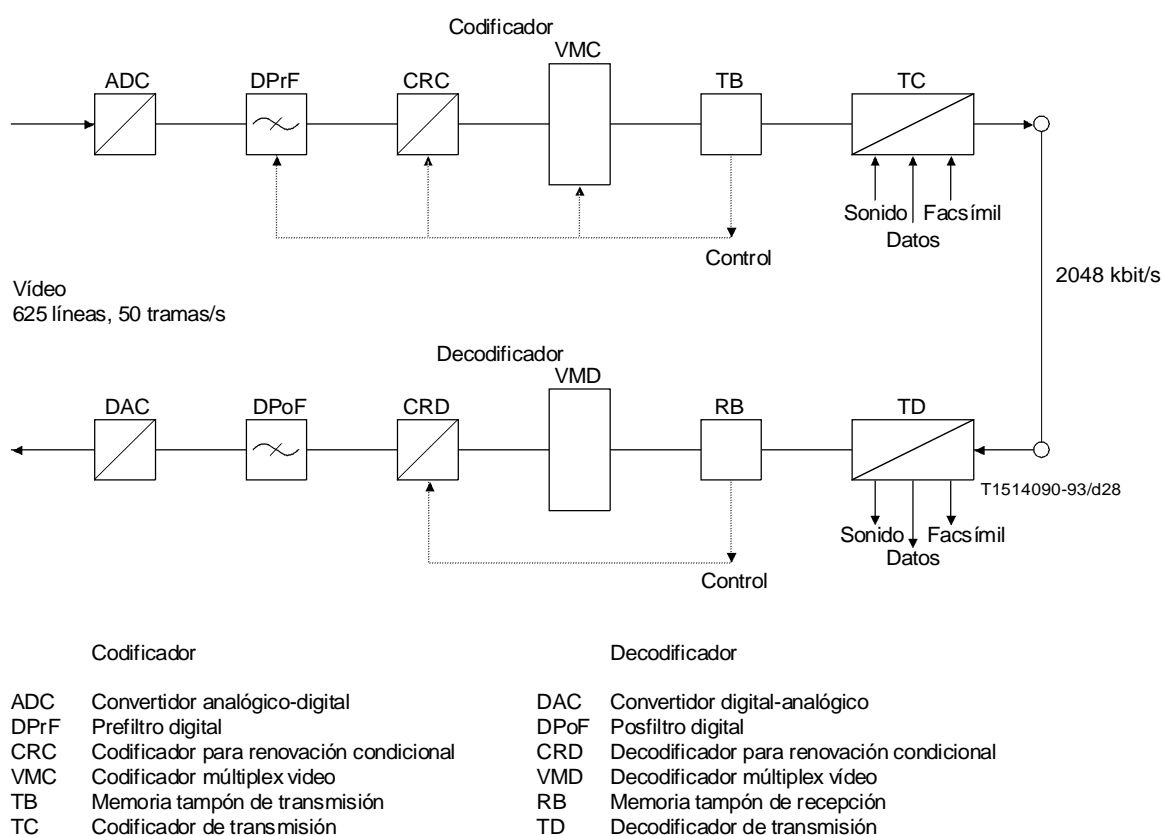 Codificador
VMC
ADC DPrF CRC TB TC
Sonido Facsímil
Datos
Control
2048 kbit/s
Vídeo
625 líneas, 50 tramas/s
Decodificador
VMD
DAC DPoF CRD RB TD
T1514090-93/d28
Sonido Facsímil
Datos
Control
Codificador Decodificador
ADC Convertidor analógico-digital DAC Convertidor digital-analógico
DPrF Prefiltro digital DPoF Posfiltro digital
CRC Codificador para renovación condicional CRD Decodificador para renovación condicional
VMC Codificador múltiplex video VMD Decodificador múltiplex vídeo
TB Memoria tampón de transmisión RB Memoria tampón de recepción
TC Codificador de transmisión TD Decodificador de transmisión